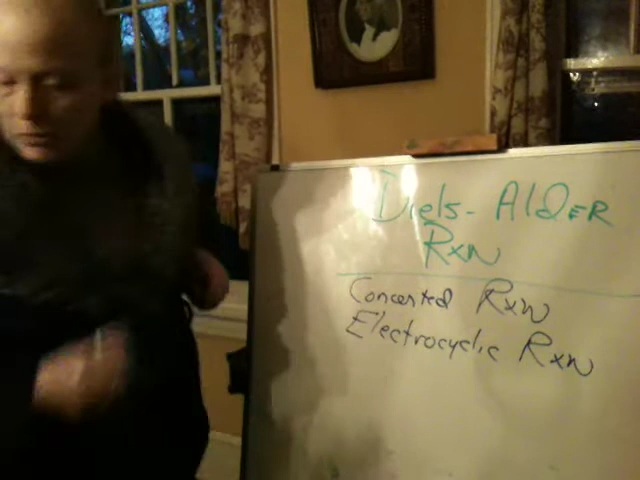 Diels-Alder
Rxn
Concerted Rxn
Electrocyclic Rxn